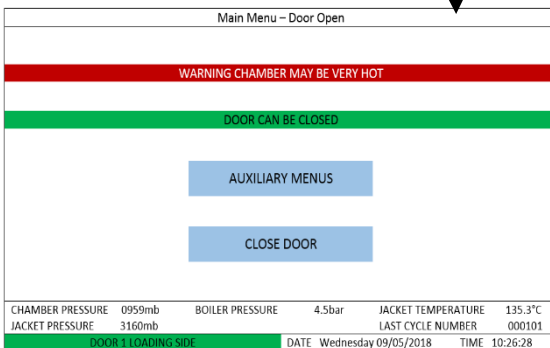 Main Menu – Door Open
WARNING CHAMBER MAY BE VERY HOT
DOOR CAN BE CLOSED
AUXILIARY MENUS
CLOSE DOOR
CHAMBER PRESSURE 0959mb BOILER PRESSURE 4.5bar JACKET TEMPERATURE 135.3°C
JACKET PRESSURE 3160mb LAST CYCLE NUMBER 000101
DOOR 1 LOADING SIDE DATE Wednesday 09/05/2018 TIME 10:26:28